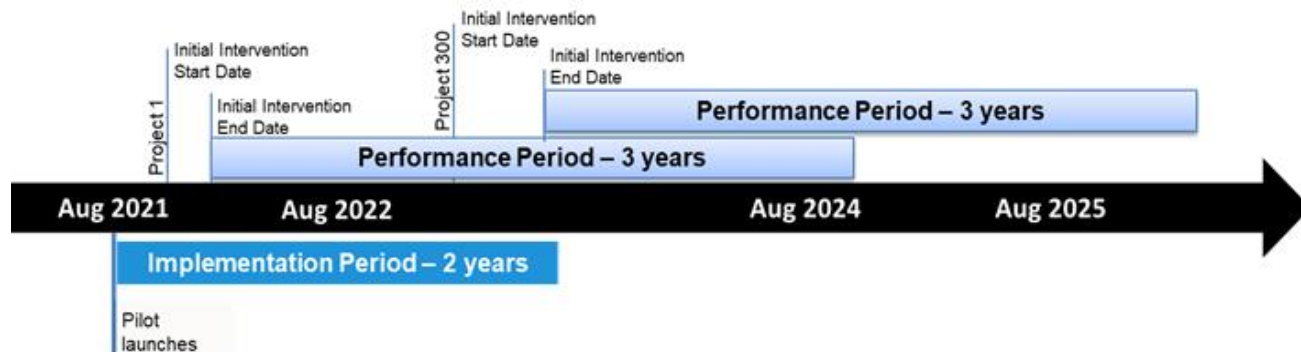 Project 1
Initial Intervention
Start Date
Initial Intervention
End Date
Project 300
Initial Intervention
Start Date
Initial Intervention
End Date
Performance Period – 3 years
Performance Period – 3 years
Aug 2021
Aug 2022
Aug 2024
Aug 2025
Implementation Period – 2 years
Pilot
launches